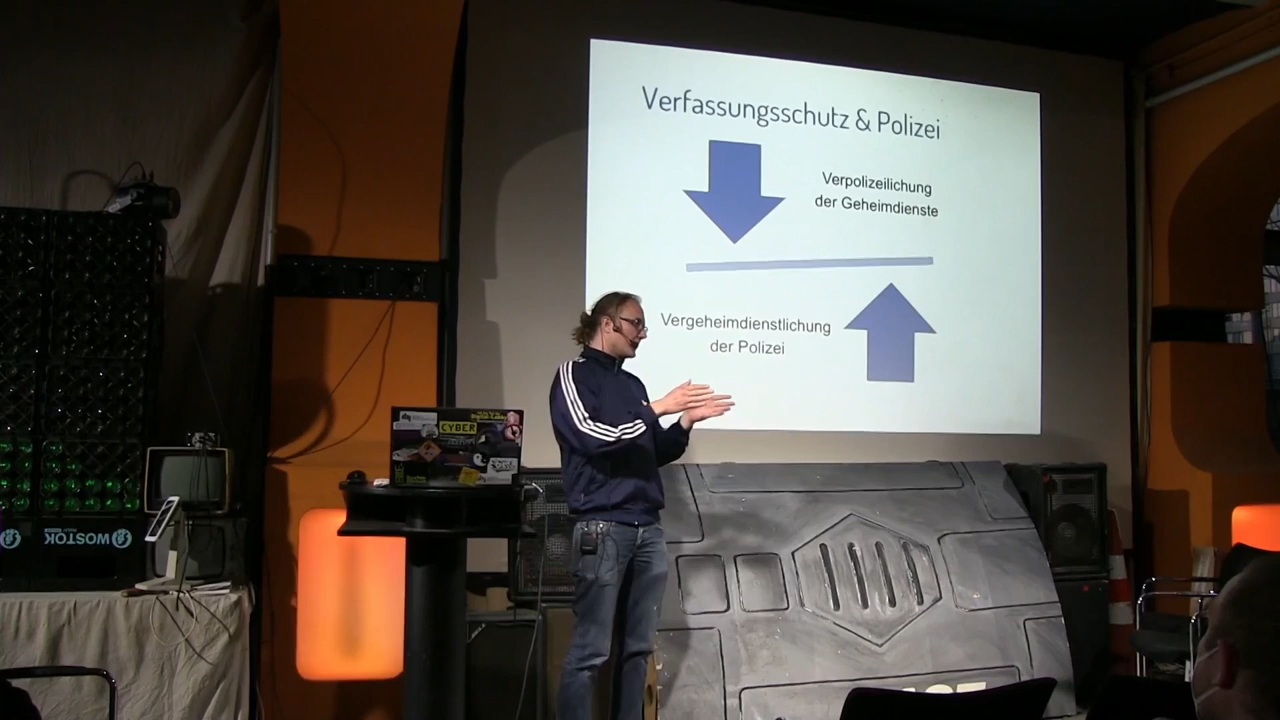 Verfassungsschutz & Polizei
Verpolizeilichung
der Geheimdienste
Vergeheimdienstlichung
der Polizei
CYBER
WOSTOK